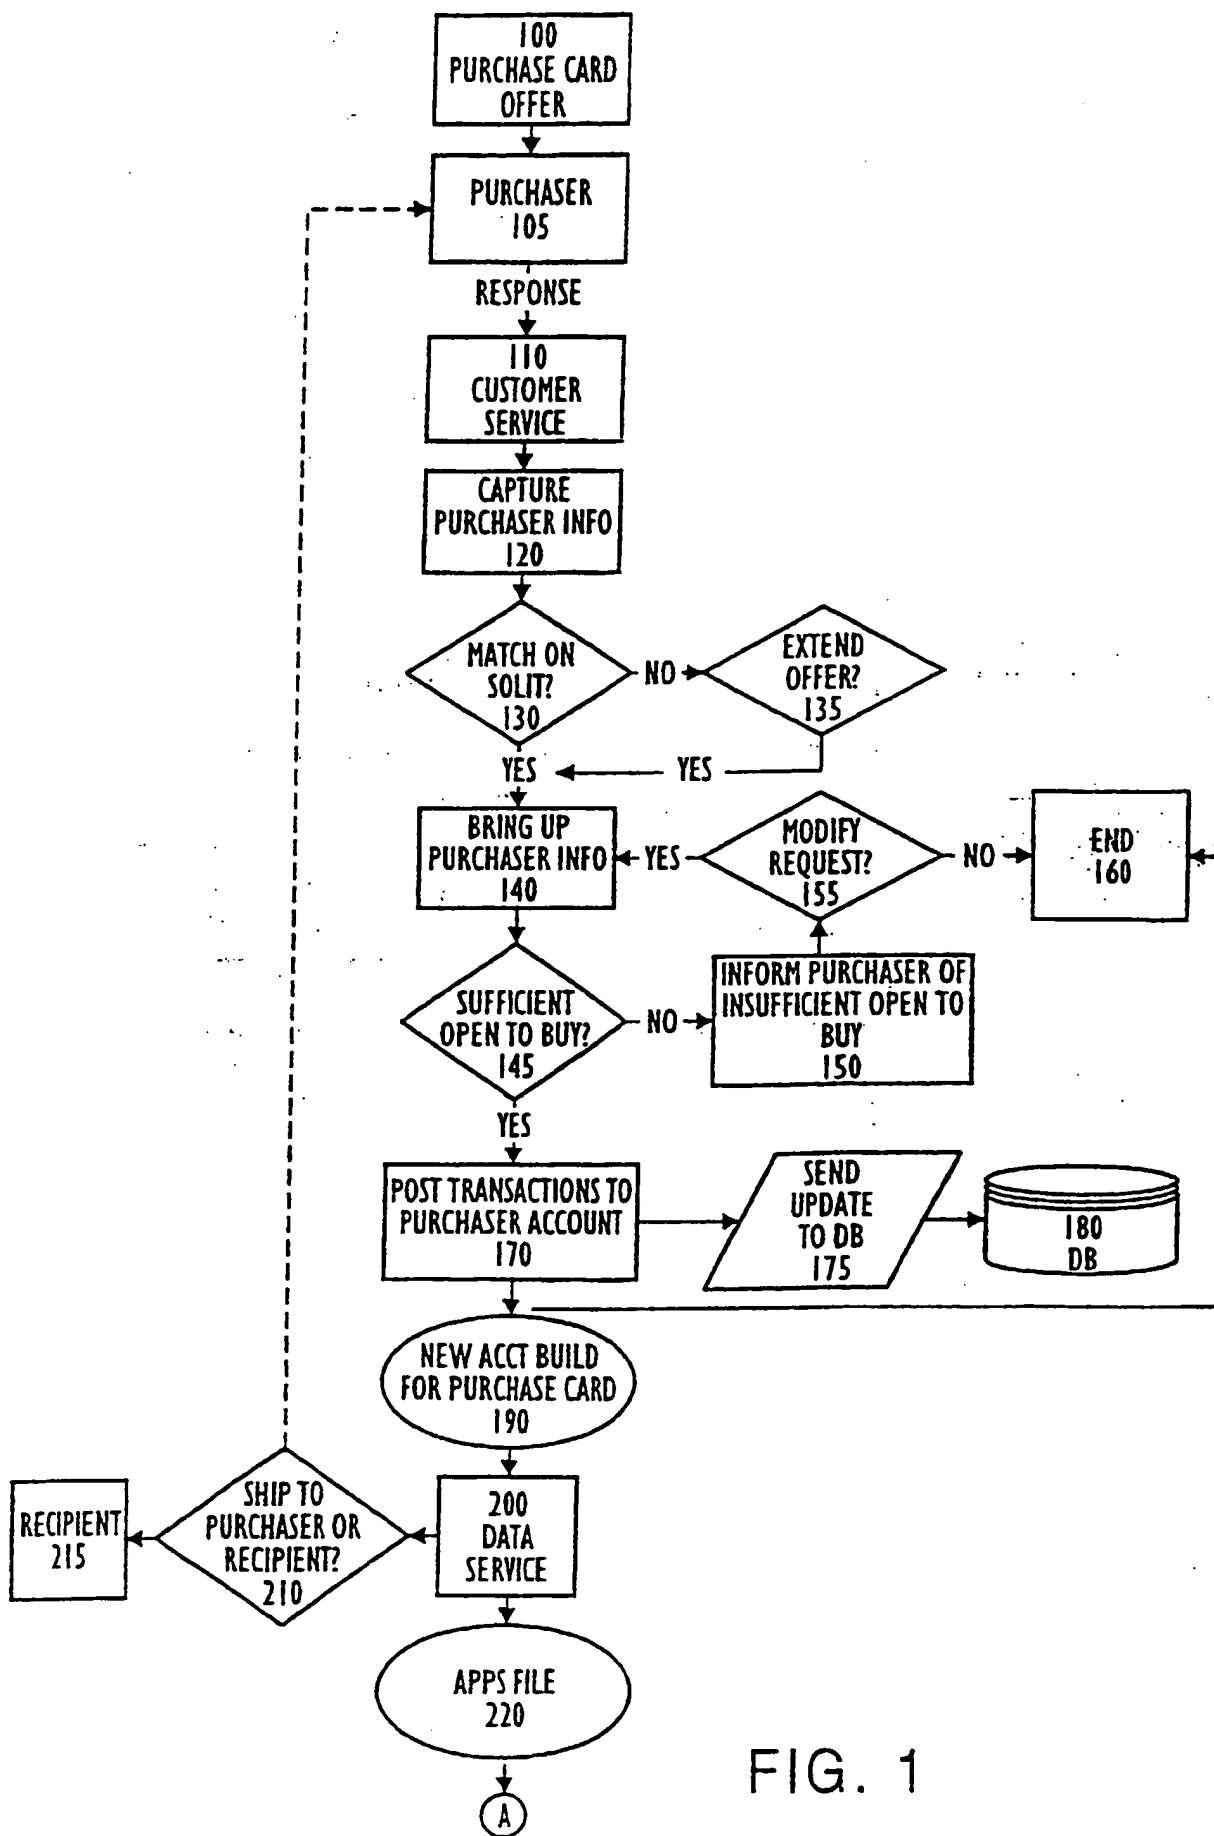 100
PURCHASE CARD
OFFER
PURCHASER
105
RESPONSE
110
CUSTOMER
SERVICE
CAPTURE
PURCHASER INFO
120
MATCH ON
SOLIT?
130
NO
EXTEND
OFFER?
135
YES
YES
BRING UP
PURCHASER INFO
140
YES
MODIFY
REQUEST?
155
NO
END
160
SUFFICIENT
OPEN TO BUY?
145
NO
INFORM PURCHASER OF
INSUFFICIENT OPEN TO
BUY
150
YES
POST TRANSACTIONS TO
PURCHASER ACCOUNT
170
SEND
UPDATE
TO DB
175
180
DB
NEW ACCT BUILD
FOR PURCHASE CARD
190
RECIPIENT
215
SHIP TO
PURCHASER OR
RECIPIENT?
210
200
DATA
SERVICE
APPS FILE
220
A
FIG. 1